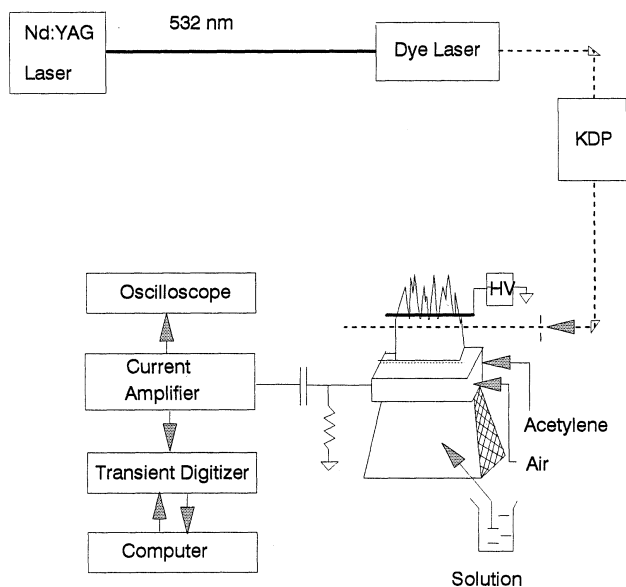 532 nm
Nd:YAG
Laser
Dye Laser
KDP
HV
Oscilloscope
Current
Amplifier
Acetylene
Air
Transient Digitizer
Computer
Solution